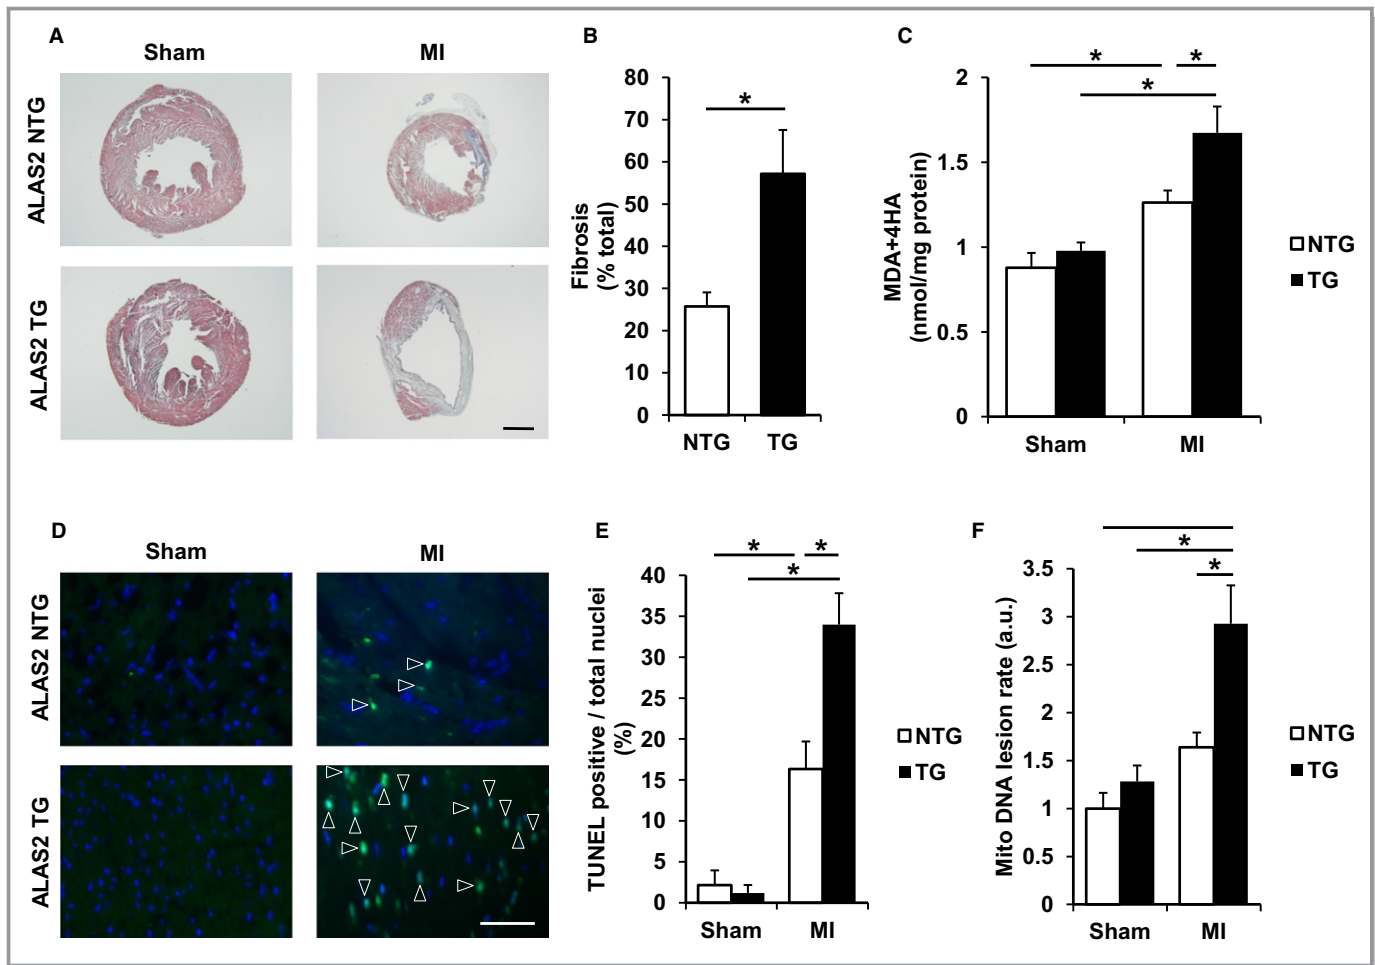 A
Sham
MI
ALAS2 NTG
ALAS2 TG
B
*
Fibrosis
(% total)
80
70
60
50
40
30
20
10
0
NTG
TG
C
*
*
*
MDA+4HA
(nmol/mg protein)
2
1.5
1
0.5
0
Sham
MI
NTG
TG
D
Sham
MI
ALAS2 NTG
ALAS2 TG
E
*
*
*
TUNEL positive / total nuclei
(%)
40
35
30
25
20
15
10
5
0
Sham
MI
NTG
TG
F
*
*
Mito DNA lesion rate (a.u.)
3.5
3
2.5
2
1.5
1
0.5
0
Sham
MI
NTG
TG